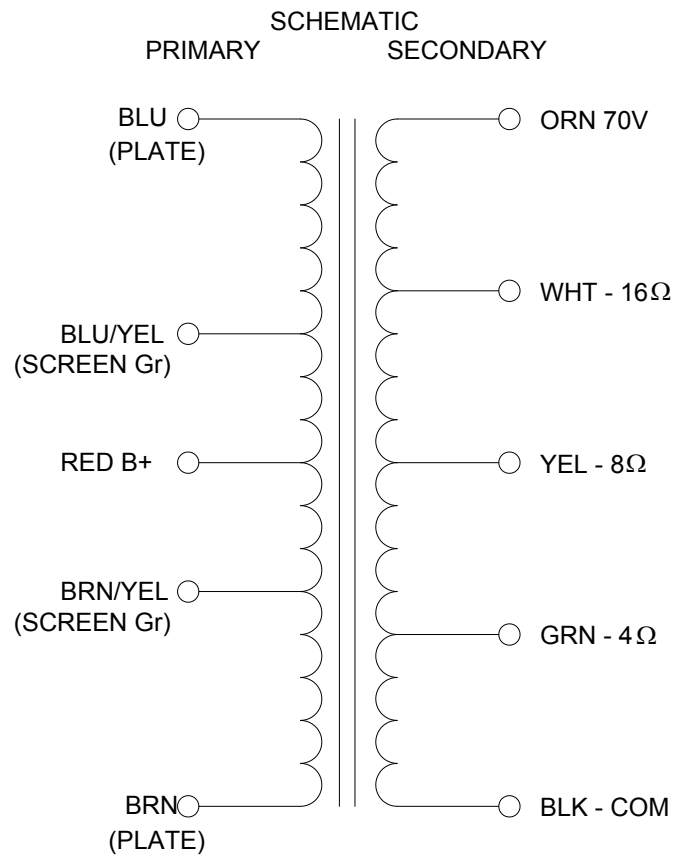 SCHEMATIC
PRIMARY
SECONDARY
BLU
(PLATE)
ORN 70V
WHT - 16Ω
BLU/YEL
(SCREEN Gr)
RED B+
YEL - 8Ω
BRN/YEL
(SCREEN Gr)
GRN - 4Ω
BRN
(PLATE)
BLK - COM